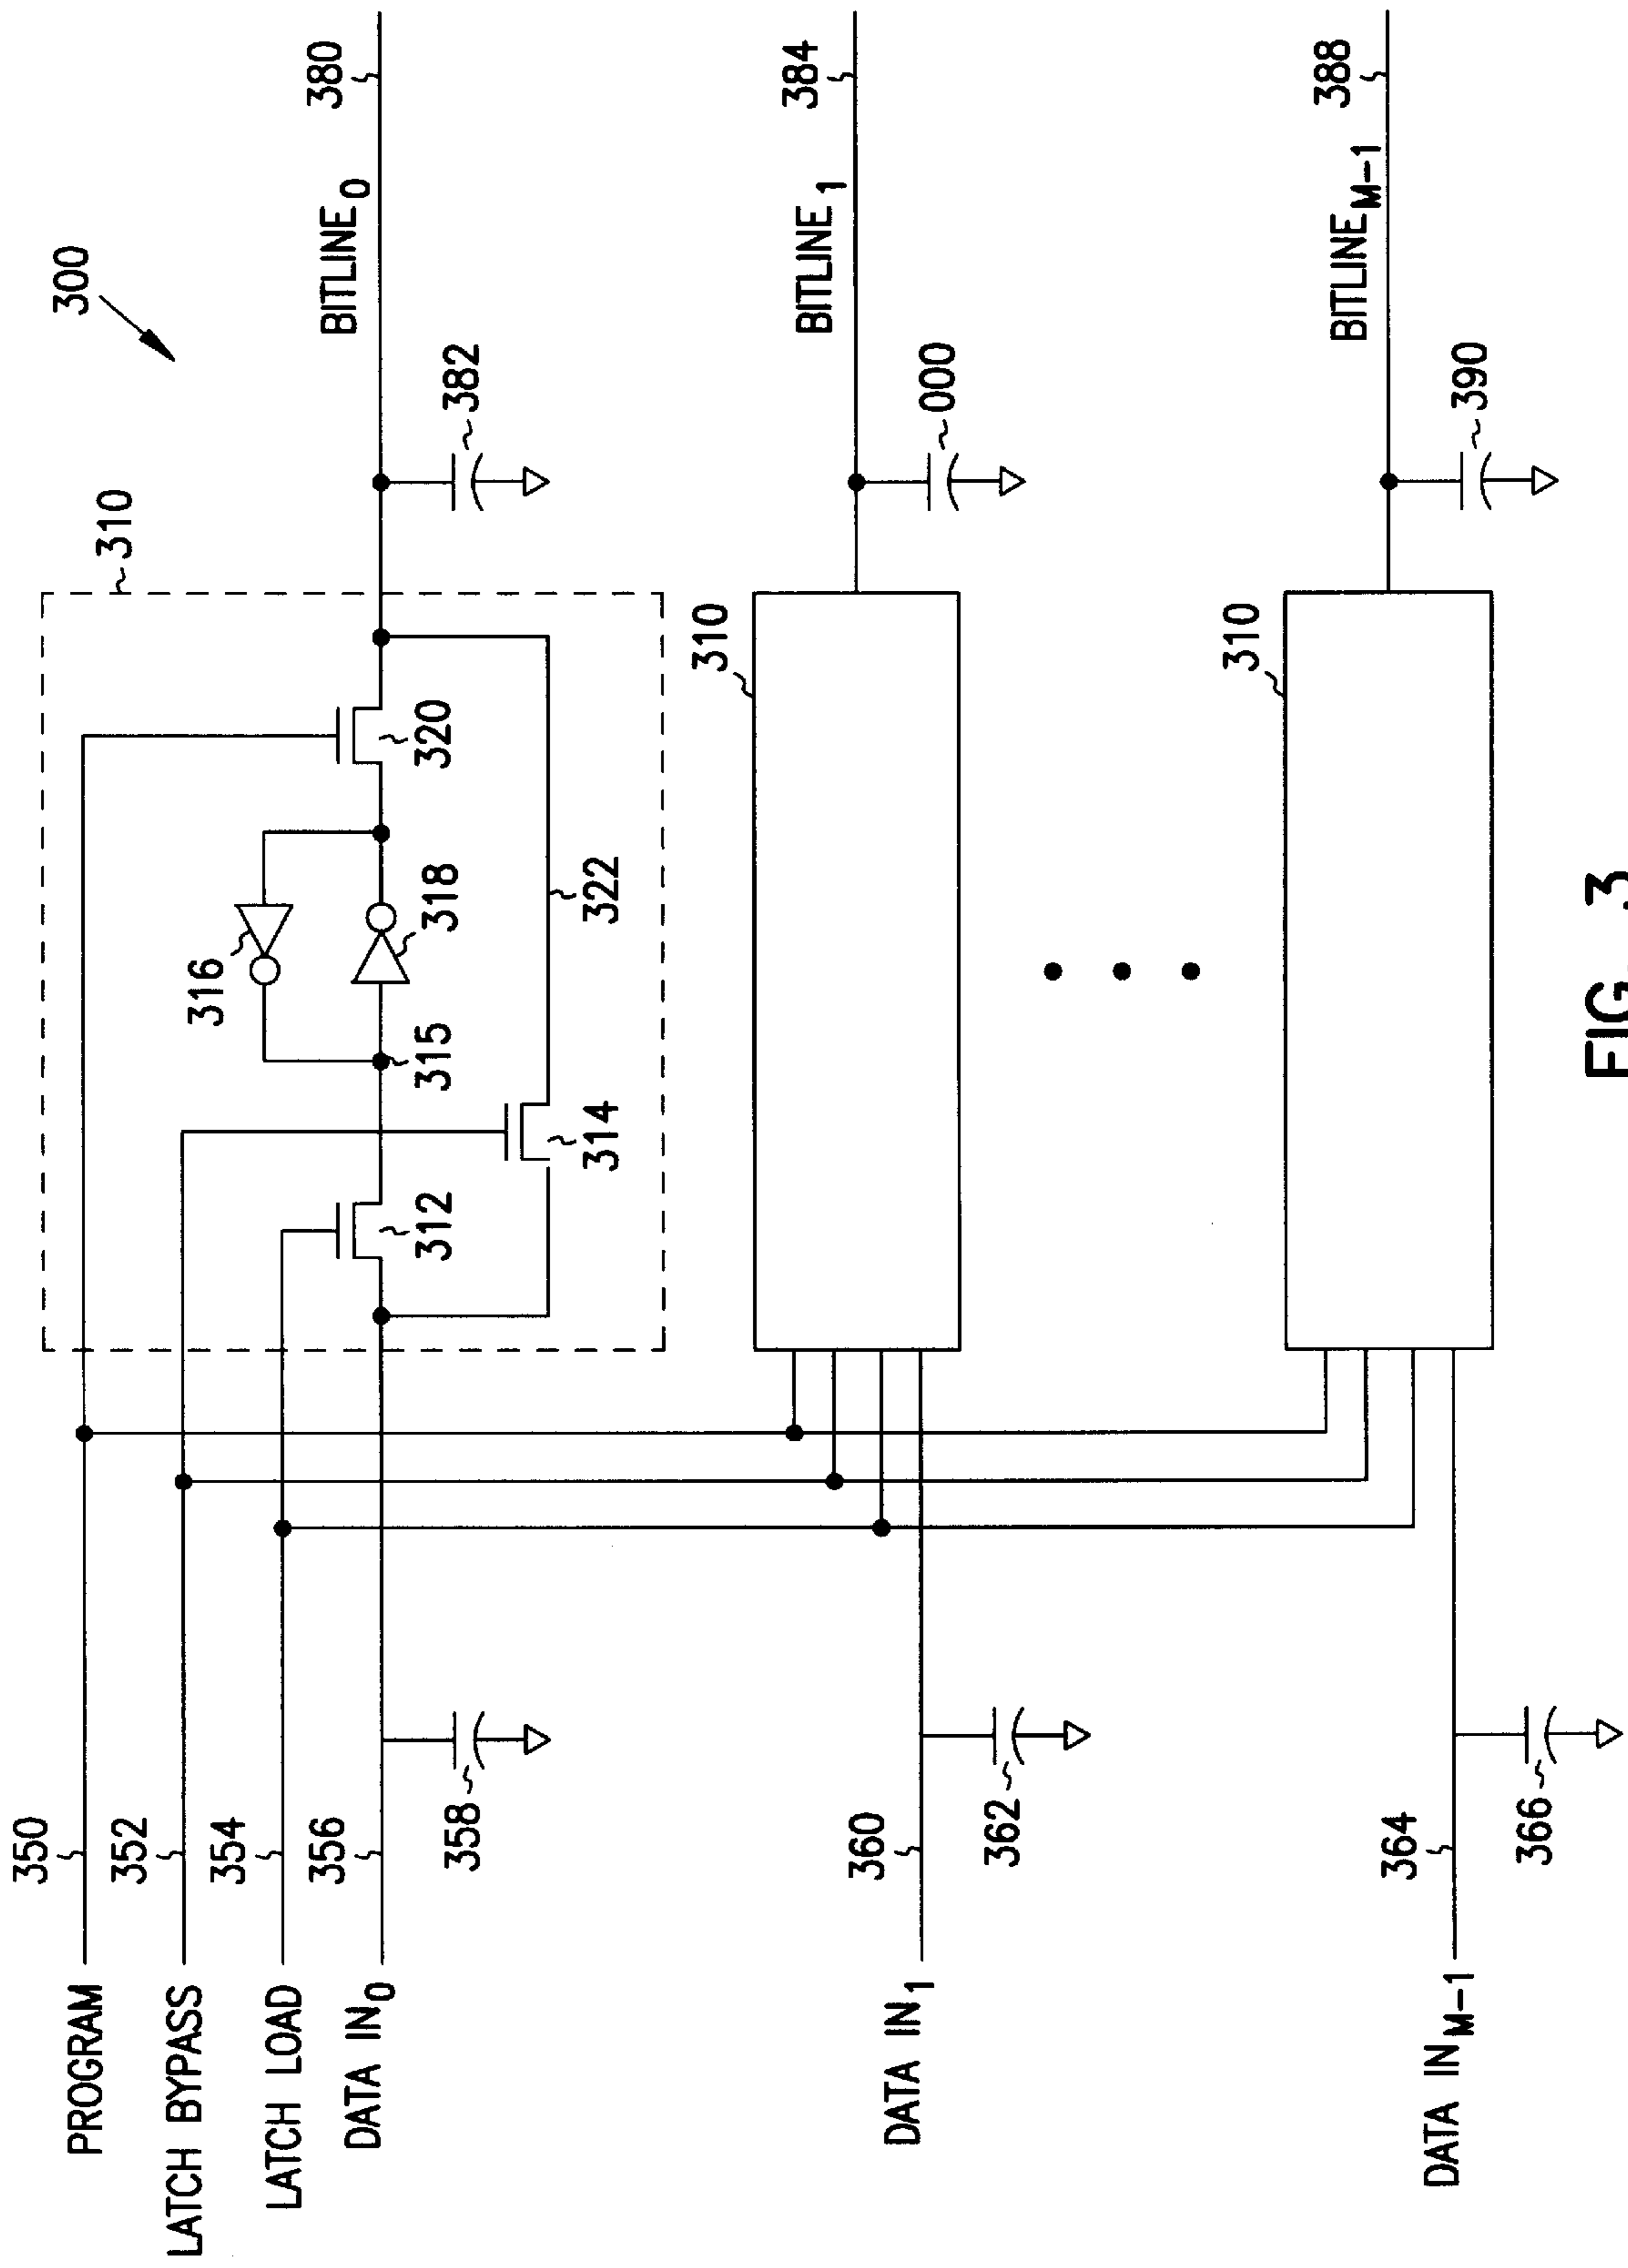 300
350
PROGRAM
352
LATCH BYPASS
354
LATCH LOAD
356
DATA IN0
358
310
312
314
315
316
318
320
322
BITLINE0
380
382
360
DATA IN1
362
310
BITLINE1
384
000
364
DATA INM-1
366
310
BITLINEM-1
388
390
FIG. 3